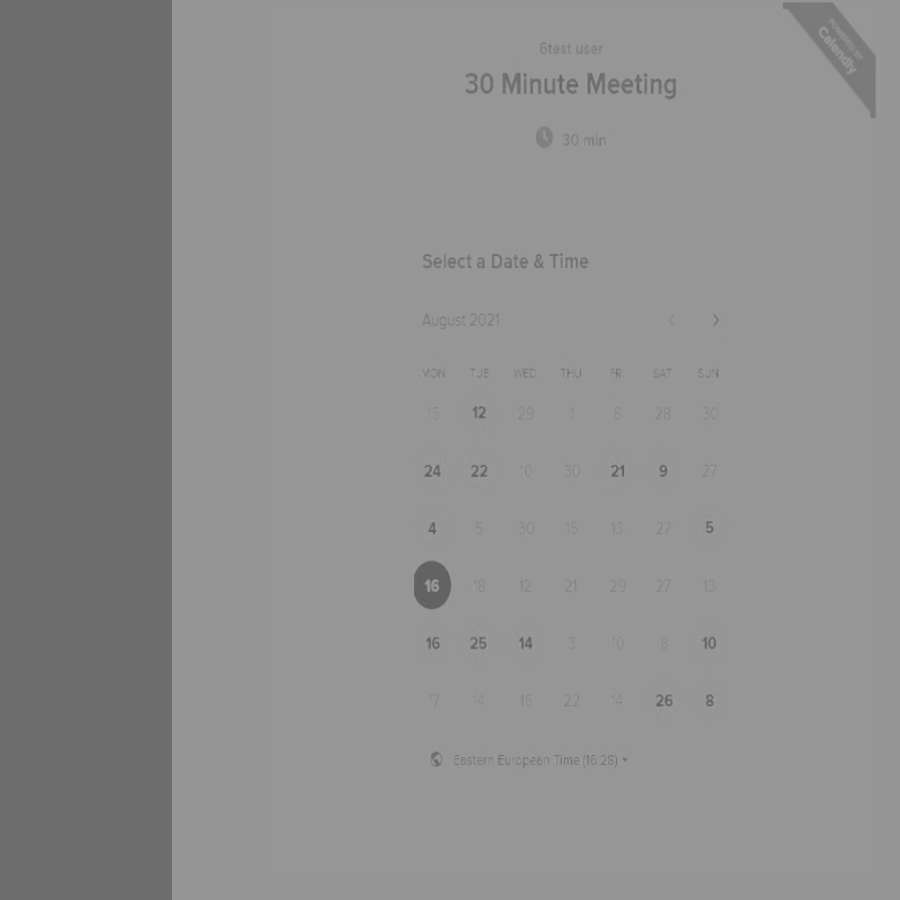 6test user
30 Minute Meeting
30 min
POWERED BY
Calendly
Select a Date & Time
August 2021
MON TUE WED THU FRI SAT SUN
15 12 29 1 6 28 30
24 22 10 30 21 9 27
4 5 30 15 13 27 5
16 18 12 21 29 27 13
16 25 14 3 10 8 10
17 14 22 14 26 8
Eastern European Time (16:28)